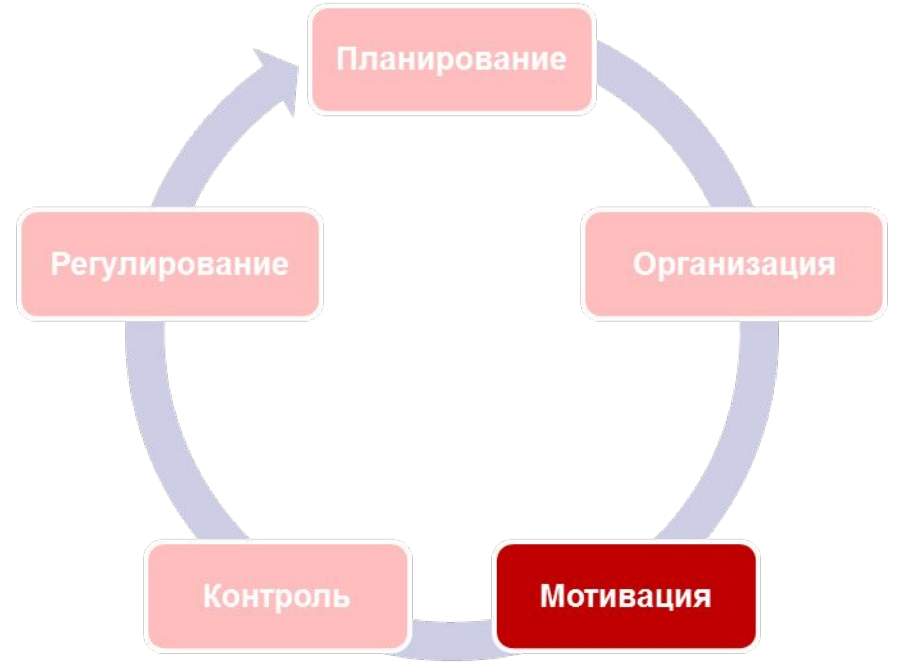 Планирование
Организация
Мотивация
Контроль
Регулирование